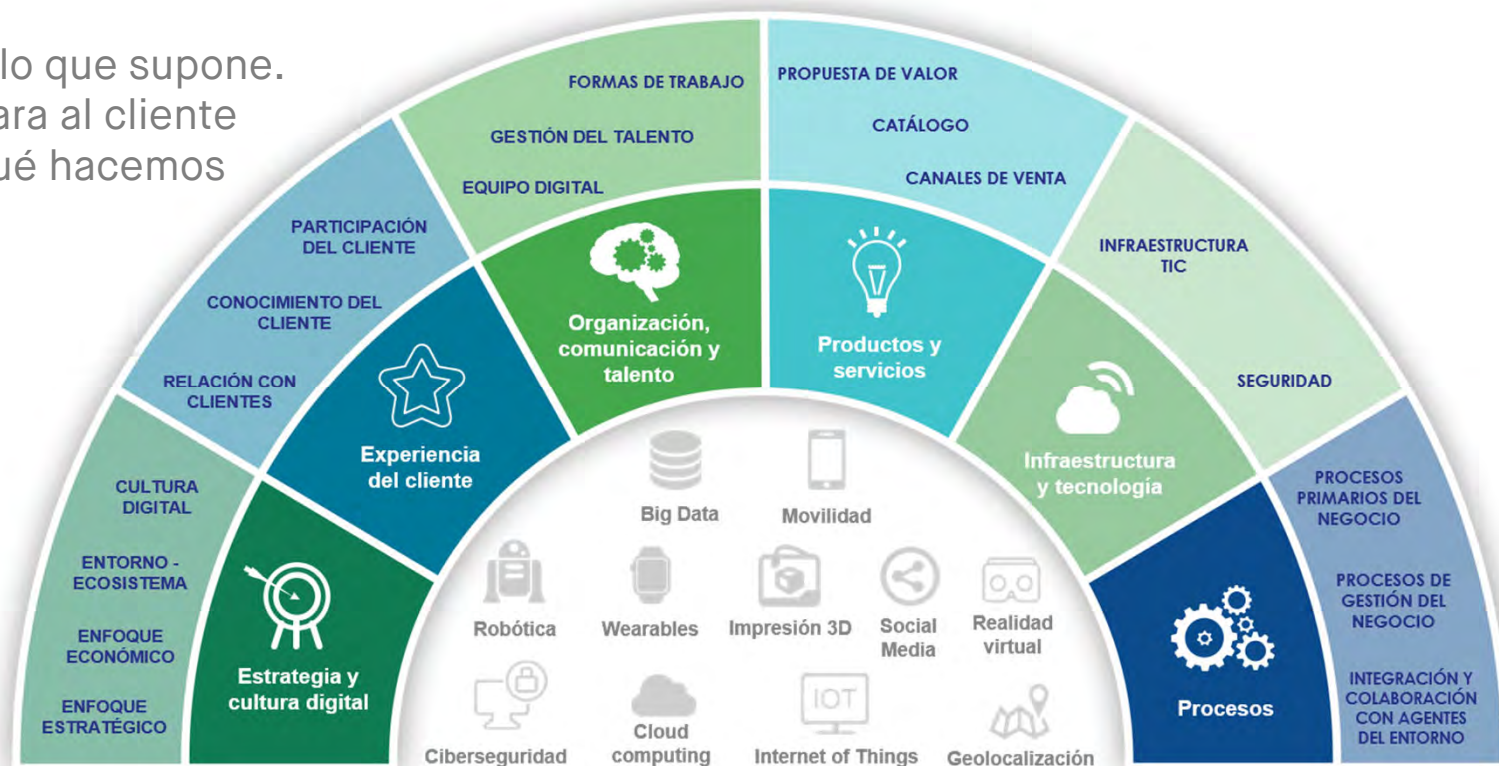 lo que supone.
ara al cliente
ué hacemos
CULTURA
DIGITAL
ENTORNO -
ECOSISTEMA
ENFOQUE
ECONÓMICO
ENFOQUE
ESTRATÉGICO
Estrategia y
cultura digital
PARTICIPACIÓN
DEL CLIENTE
CONOCIMIENTO DEL
CLIENTE
RELACIÓN CON
CLIENTES
Experiencia
del cliente
FORMAS DE TRABAJO
GESTIÓN DEL TALENTO
EQUIPO DIGITAL
Organización,
comunicación y
talento
PROPUESTA DE VALOR
CATÁLOGO
CANALES DE VENTA
Productos y
servicios
INFRAESTRUCTURA
TIC
SEGURIDAD
Infraestructura
y tecnología
PROCESOS
PRIMARIOS DEL
NEGOCIO
PROCESOS DE
GESTIÓN DEL
NEGOCIO
INTEGRACIÓN Y
COLABORACIÓN
CON AGENTES
DEL ENTORNO
Procesos
Big Data
Movilidad
Robótica
Wearables
Impresión 3D
Social
Media
Realidad
virtual
Ciberseguridad
Cloud
computing
IOT
Internet of Things
Geolocalización